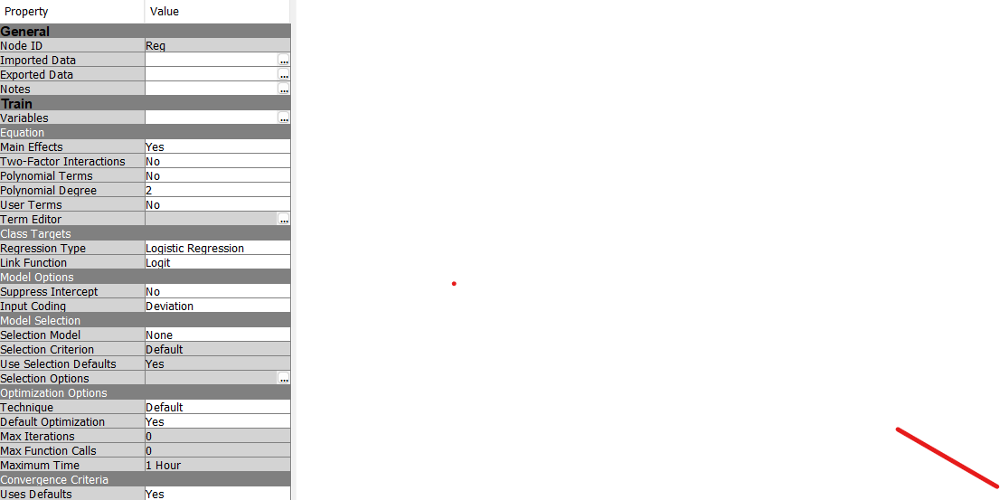 Property Value
General
Node ID Reg
Imported Data ...
Exported Data ...
Notes ...
Train
Variables ...
Equation
Main Effects Yes
Two-Factor Interactions No
Polynomial Terms No
Polynomial Degree 2
User Terms No
Term Editor ...
Class Targets
Regression Type Logistic Regression
Link Function Logit
Model Options
Suppress Intercept No
Input Coding Deviation
Model Selection
Selection Model None
Selection Criterion Default
Use Selection Defaults Yes
Selection Options ...
Optimization Options
Technique Default
Default Optimization Yes
Max Iterations 0
Max Function Calls 0
Maximum Time 1 Hour
Convergence Criteria
Uses Defaults Yes